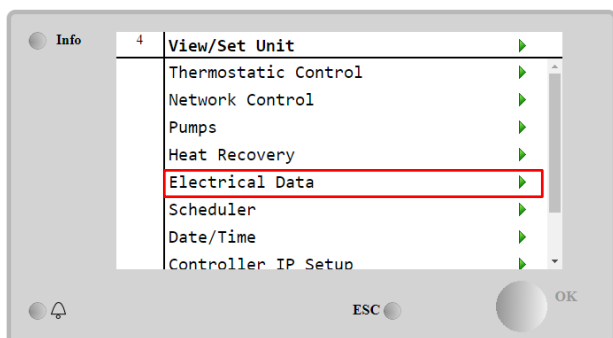 Info
4 View/Set Unit
Thermostatic Control
Network Control
Pumps
Heat Recovery
Electrical Data
Scheduler
Date/Time
Controller IP Setup
ESC
OK